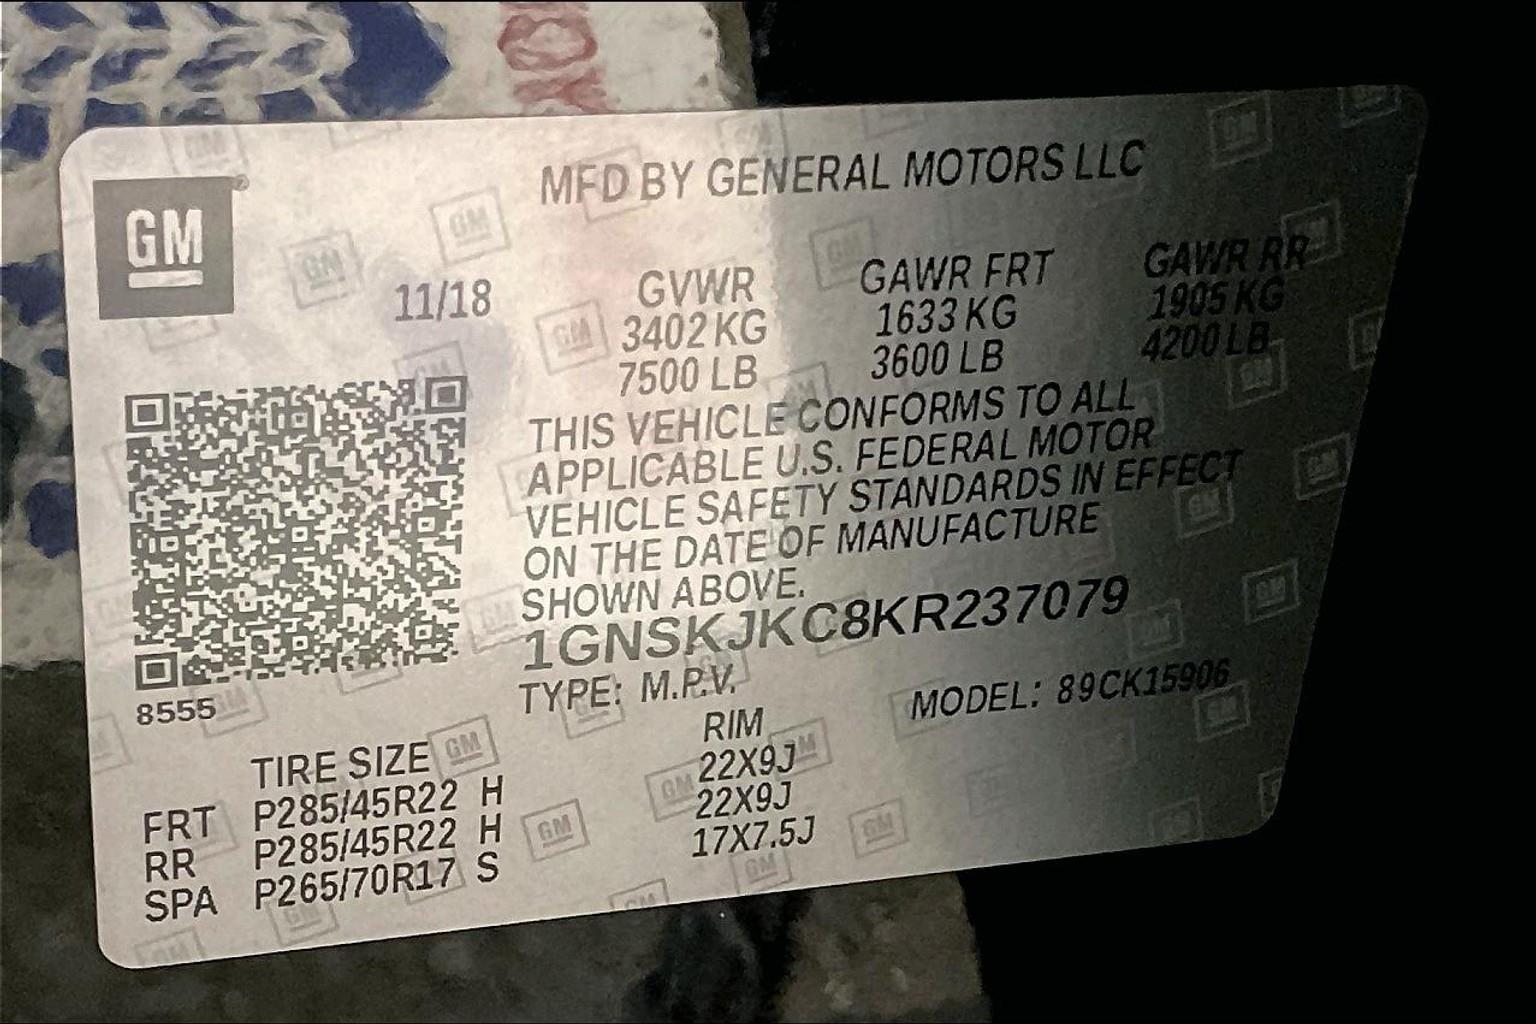 GM
MFD BY GENERAL MOTORS LLC
11/18
GVWR GAWR FRT GAWR RR
3402 KG 1633 KG 1905 KG
7500 LB 3600 LB 4200 LB
THIS VEHICLE CONFORMS TO ALL
APPLICABLE U.S. FEDERAL MOTOR
VEHICLE SAFETY STANDARDS IN EFFECT
ON THE DATE OF MANUFACTURE
SHOWN ABOVE.
1GNSKJKC8KR237079
TYPE: M.P.V. MODEL: 89CK15906
8555
TIRE SIZE RIM
FRT P285/45R22 H 22X9J
RR P285/45R22 H 22X9J
SPA P265/70R17 S 17X7.5J